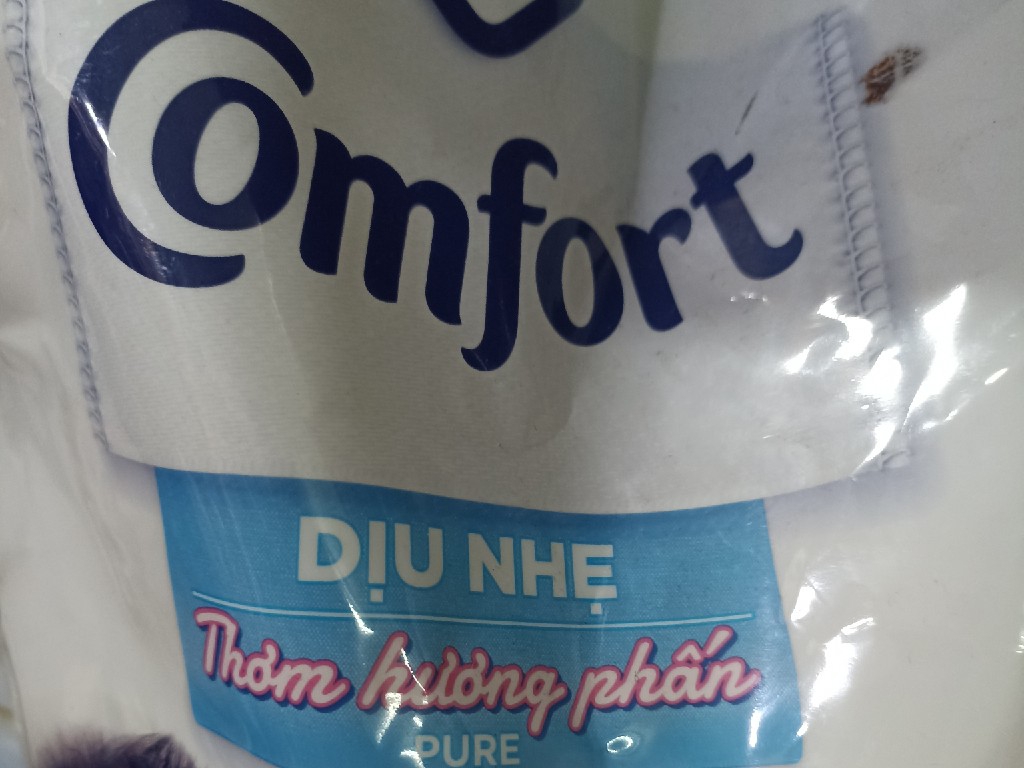 Comfort
DỊU NHẸ
Thơm hương phấn
PURE